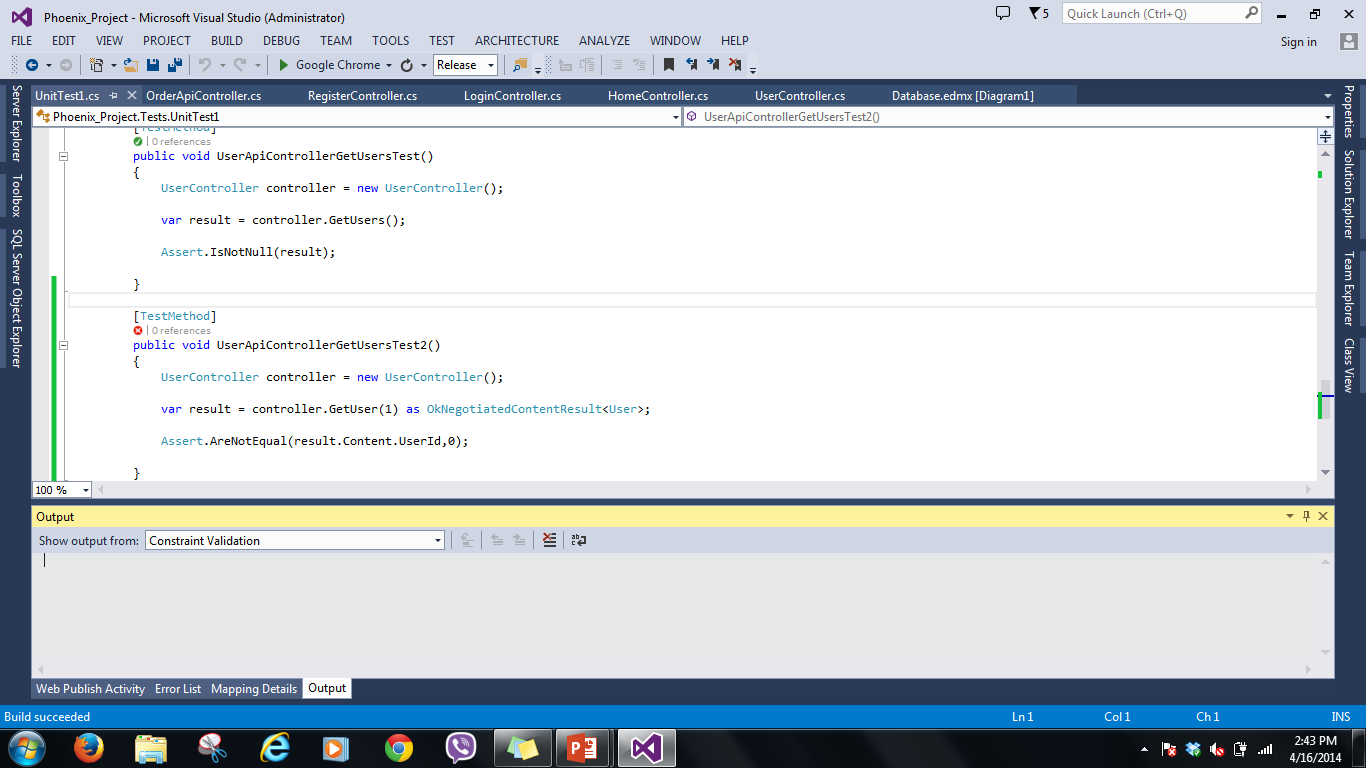 Phoenix_Project - Microsoft Visual Studio (Administrator)
5
Quick Launch (Ctrl+Q)
FILE EDIT VIEW PROJECT BUILD DEBUG TEAM TOOLS TEST ARCHITECTURE ANALYZE WINDOW HELP
Sign in
Google Chrome
Release
UnitTest1.cs OrderApiController.cs RegisterController.cs LoginController.cs HomeController.cs UserController.cs Database.edmx [Diagram1]
Server Explorer
Toolbox
SQL Server Object Explorer
Phoenix_Project.Tests.UnitTest1
UserApiControllerGetUsersTest2()
[TestMethod]
0 references
public void UserApiControllerGetUsersTest()
{
UserController controller = new UserController();
var result = controller.GetUsers();
Assert.IsNotNull(result);
}
[TestMethod]
0 references
public void UserApiControllerGetUsersTest2()
{
UserController controller = new UserController();
var result = controller.GetUser(1) as OkNegotiatedContentResult<User>;
Assert.AreNotEqual(result.Content.UserId,0);
}
100 %
Properties
Solution Explorer
Team Explorer
Class View
Output
Show output from: Constraint Validation
Web Publish Activity Error List Mapping Details Output
Build succeeded
Ln 1 Col 1 Ch 1 INS
2:43 PM
4/16/2014